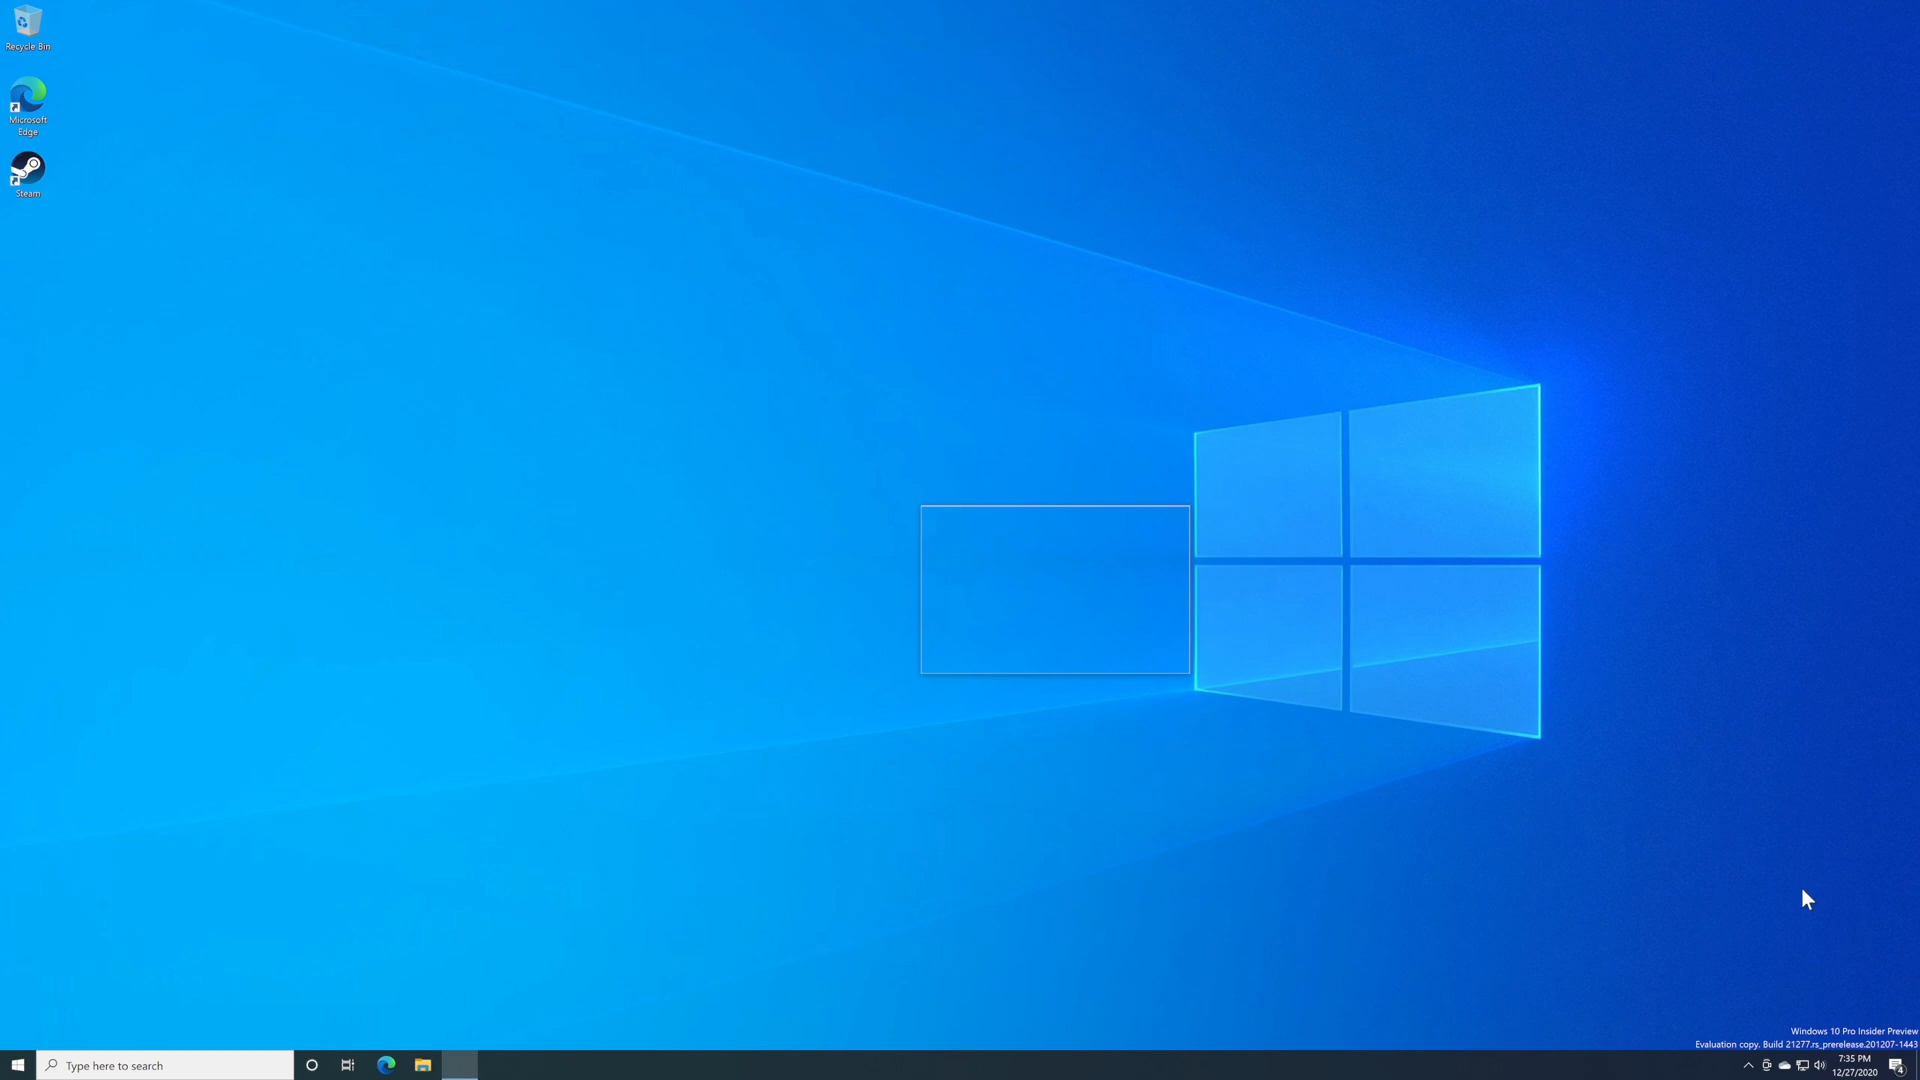 Recycle Bin
Microsoft
Edge
Steam
Windows 10 Pro Insider Preview
Evaluation copy. Build 21277.rs_prerelease.201207-1443
Type here to search
7:35 PM
12/27/2020
4